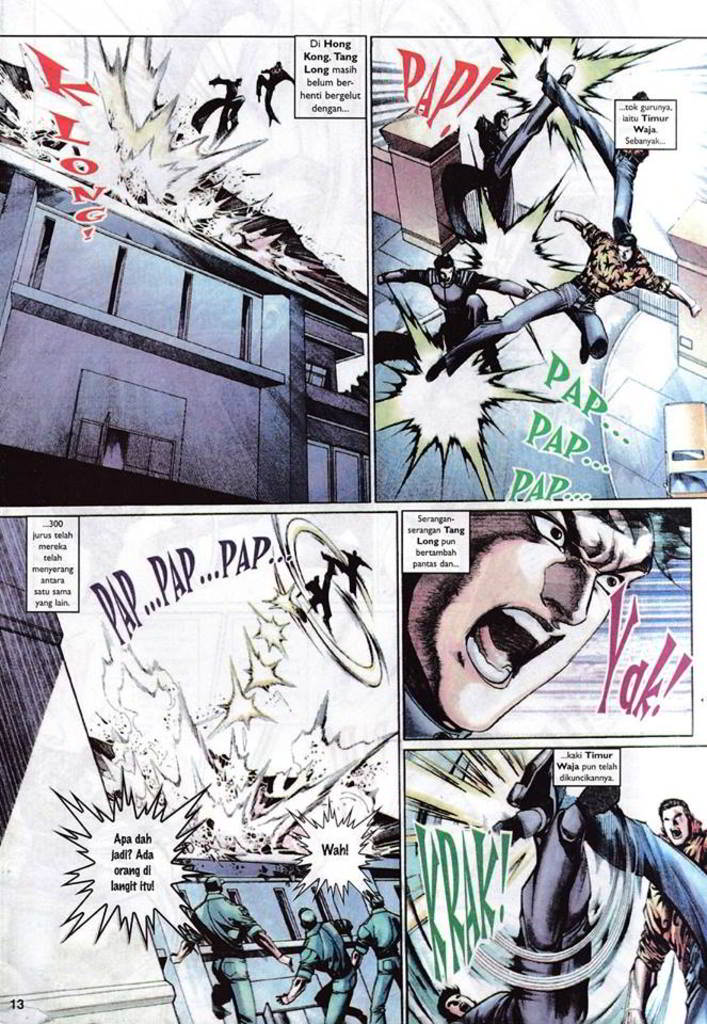 Di Hong
Kong, Tang
Long masih
belum ber-
henti bergelut
dengan...
KLONG!
PAP!
...tok gurunya,
iaitu Timur
Waja.
Sebanyak...
PAP...
PAP...
PAP...
...300
jurus telah
mereka
menyerang
antara
satu sama
yang lain.
PAP...PAP...PAP...
Apa dah
jadi? Ada
orang di
langit itu!
Wah!
Serangan-
serangan Tang
Long pun
bertambah
pantas dan...
Yak!
...kaki Timur
Waja pun telah
dikuncikannya.
KRAK!
13